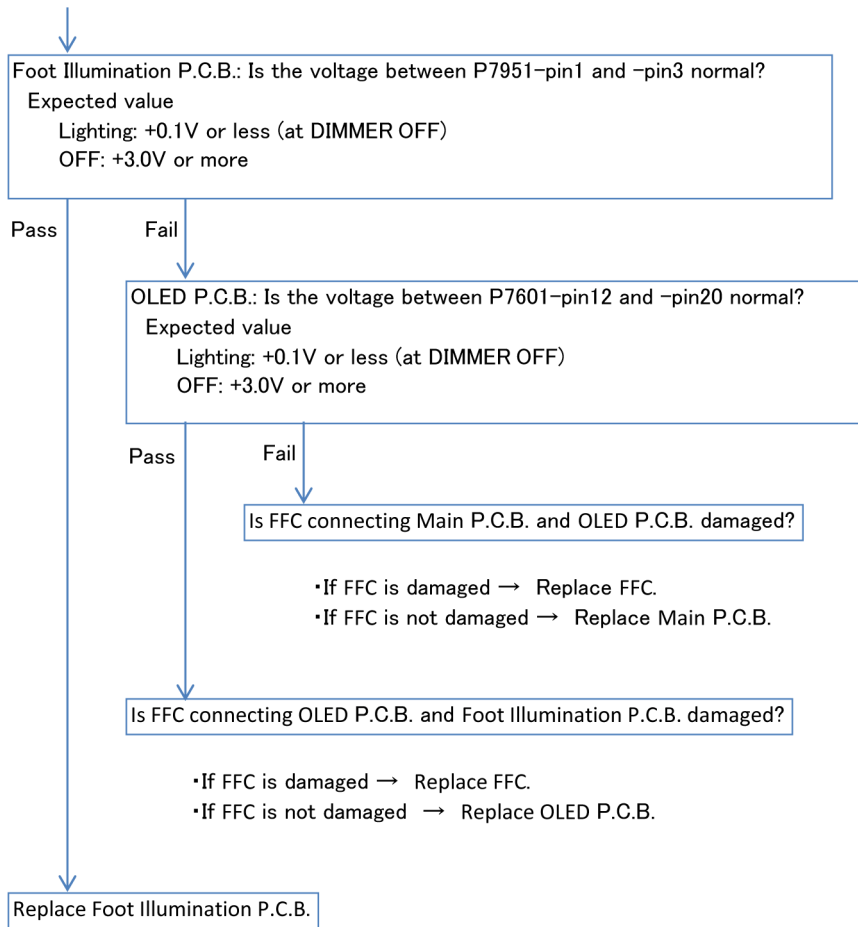 Foot Illumination P.C.B.: Is the voltage between P7951-pin1 and -pin3 normal?
Expected value
Lighting: +0.1V or less (at DIMMER OFF)
OFF: +3.0V or more
Pass
Fail
OLED P.C.B.: Is the voltage between P7601-pin12 and -pin20 normal?
Expected value
Lighting: +0.1V or less (at DIMMER OFF)
OFF: +3.0V or more
Pass
Fail
Is FFC connecting Main P.C.B. and OLED P.C.B. damaged?
・If FFC is damaged → Replace FFC.
・If FFC is not damaged → Replace Main P.C.B.
Is FFC connecting OLED P.C.B. and Foot Illumination P.C.B. damaged?
・If FFC is damaged → Replace FFC.
・If FFC is not damaged → Replace OLED P.C.B.
Replace Foot Illumination P.C.B.